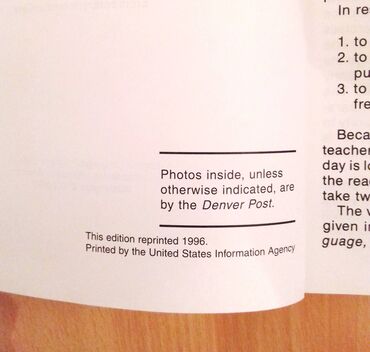 Photos inside, unless
otherwise indicated, are
by the Denver Post.
This edition reprinted 1996.
Printed by the United States Information Agency
In re
1. to
2. to
pu
3. to
fre
Beca
teacher
day is lo
the rea
take tw
The v
given in
guage,